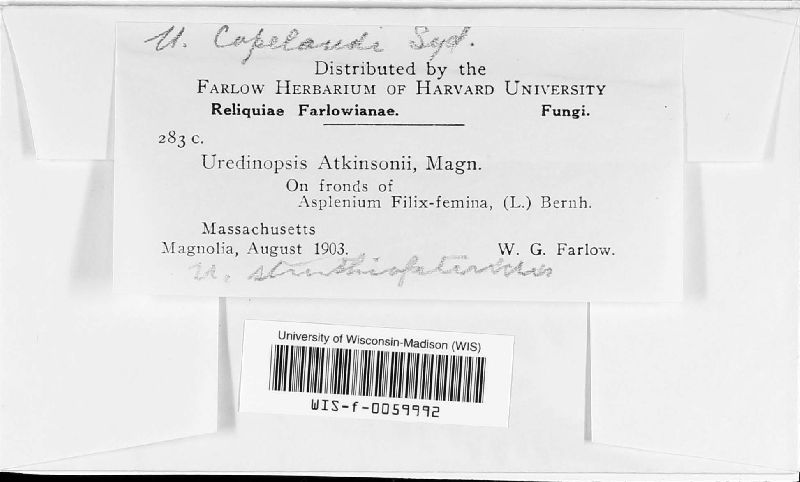 U. Copelandi Syd.
Distributed by the
FARLOW HERBARIUM OF HARVARD UNIVERSITY
Reliquiae Farlowianae. Fungi.
283 c.
Uredinopsis Atkinsonii, Magn.
On fronds of
Asplenium Filix-femina, (L.) Bernh.
Massachusetts
Magnolia, August 1903. W. G. Farlow.
U. struthiopteridis
University of Wisconsin-Madison (WIS)
WIS-f-0059992